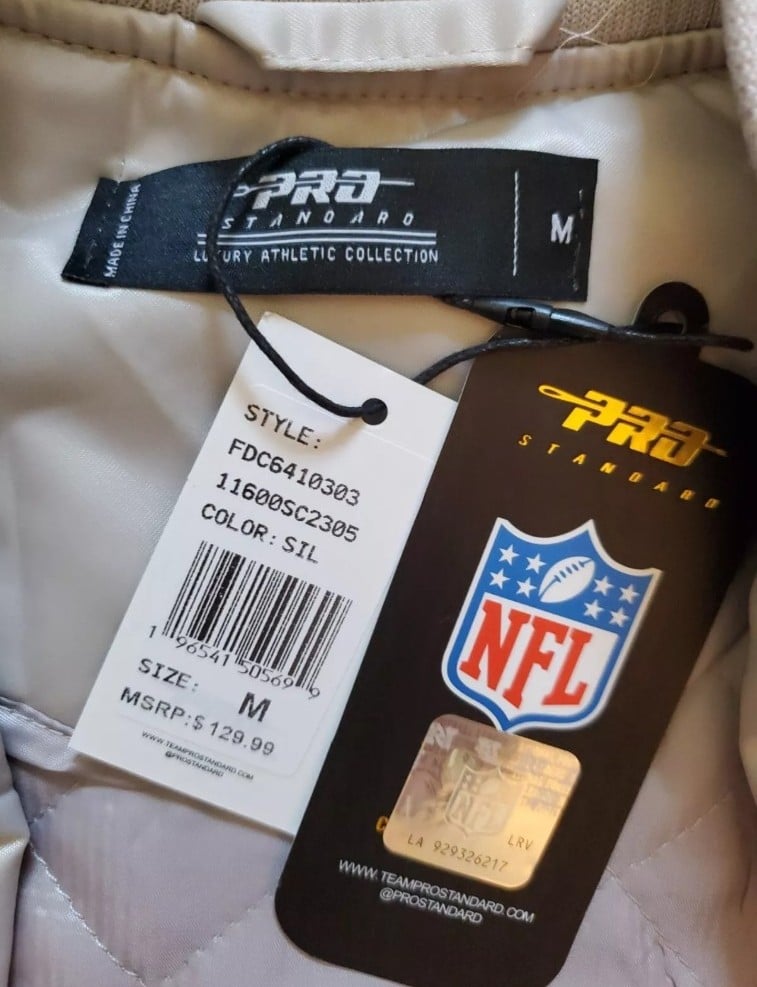 MADE IN CHINA
PRO
STANDARD
LUXURY ATHLETIC COLLECTION
M
STYLE:
FDC6410303
11600SC2305
COLOR: SIL
1 96541 50569 9
SIZE: M
MSRP:$129.99
WWW.TEAMPROSTANDARD.COM
@PROSTANDARD
PRO
STANDARD
NFL
NFL
LRV
LA 929326217
WWW.TEAMPROSTANDARD.COM
@PROSTANDARD